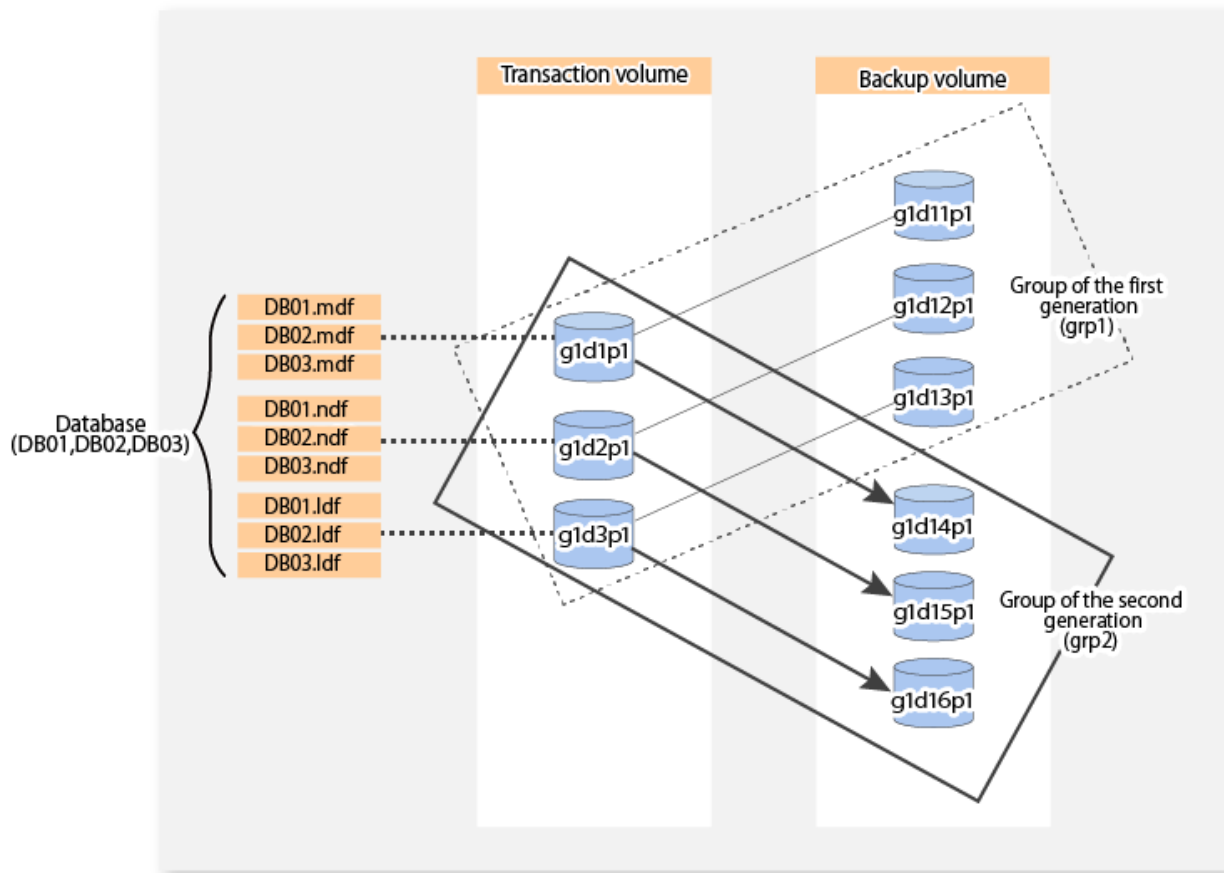 Transaction volume
Backup volume
g1d11p1
g1d12p1
Group of the first
generation
(grp1)
g1d13p1
DB01.mdf
DB02.mdf
DB03.mdf
g1d1p1
Database
(DB01,DB02,DB03)
DB01.ndf
DB02.ndf
DB03.ndf
g1d2p1
DB01.ldf
DB02.ldf
DB03.ldf
g1d3p1
g1d14p1
g1d15p1
Group of the second
generation
(grp2)
g1d16p1